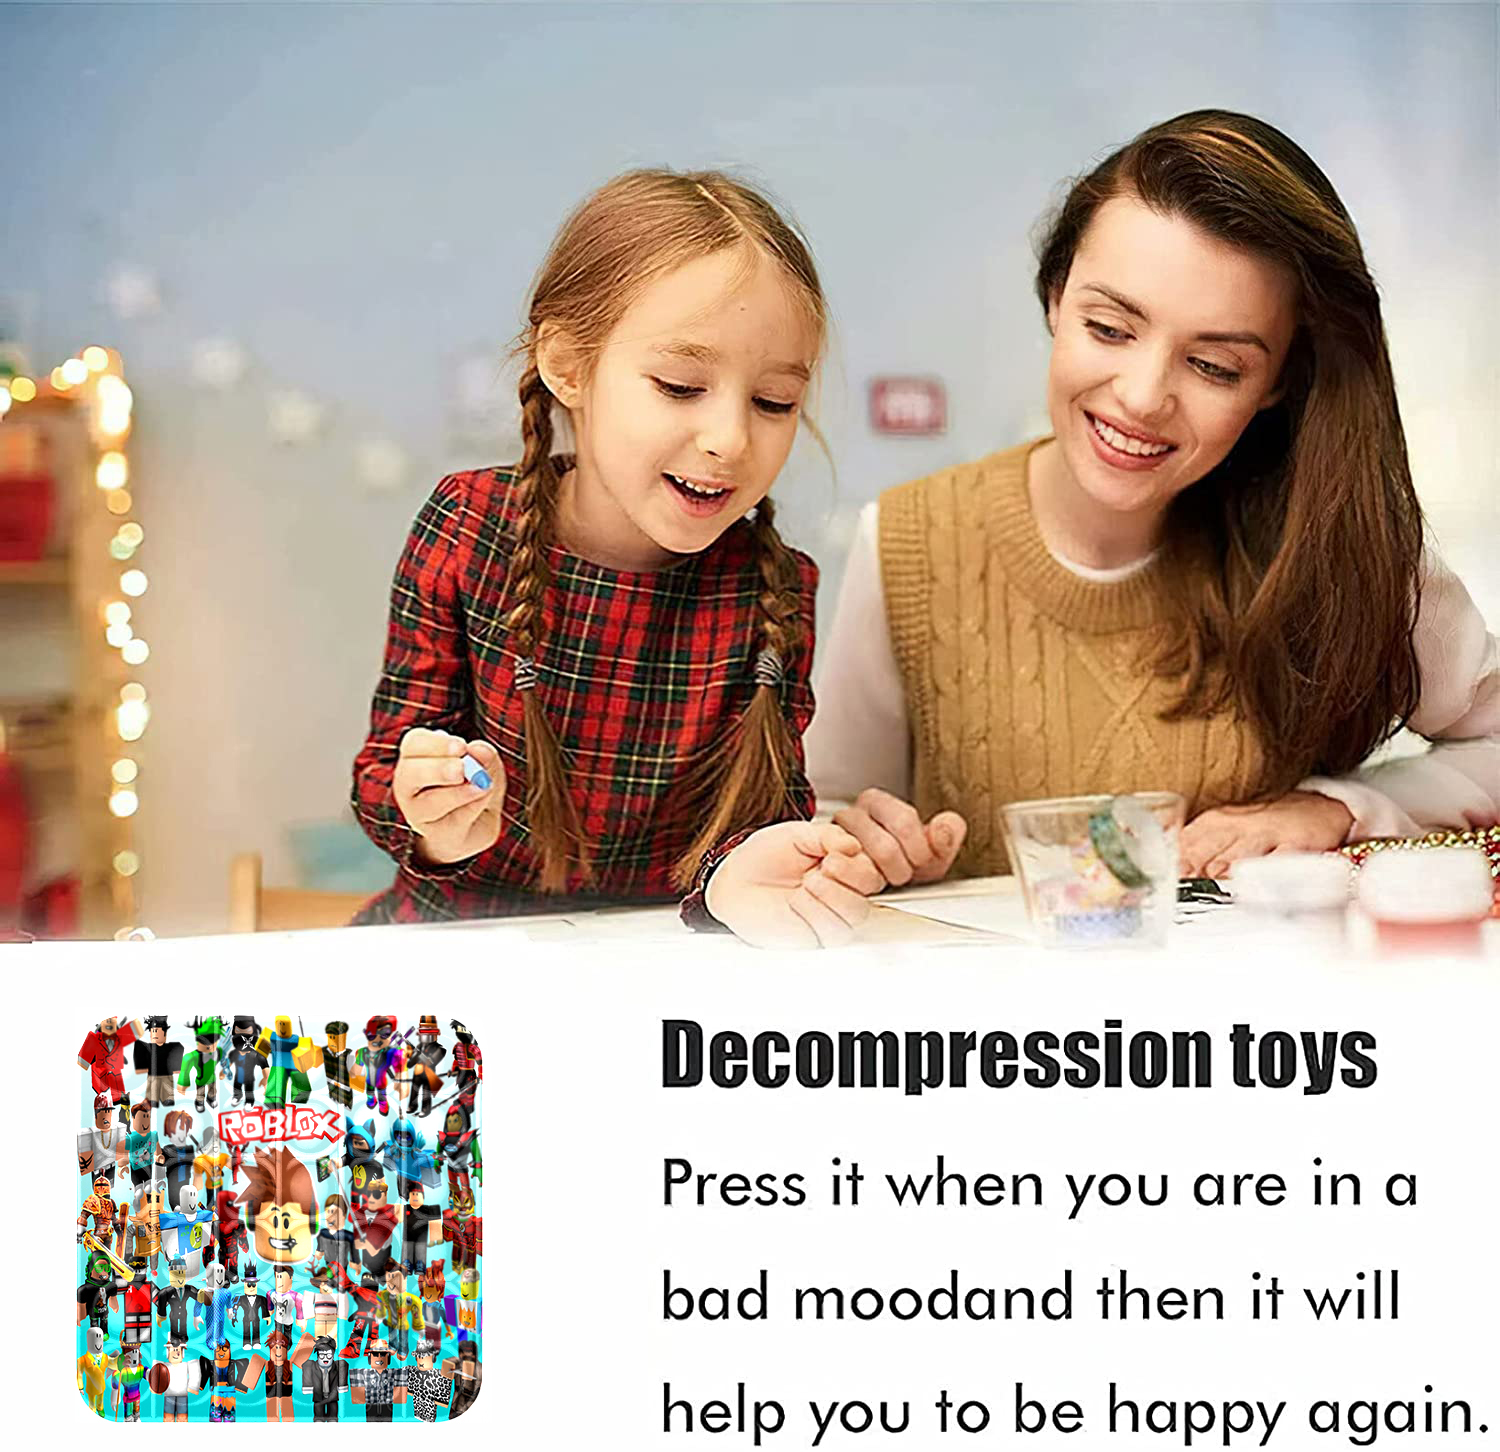 ROBLOX
Decompression toys
Press it when you are in a
bad moodand then it will
help you to be happy again.